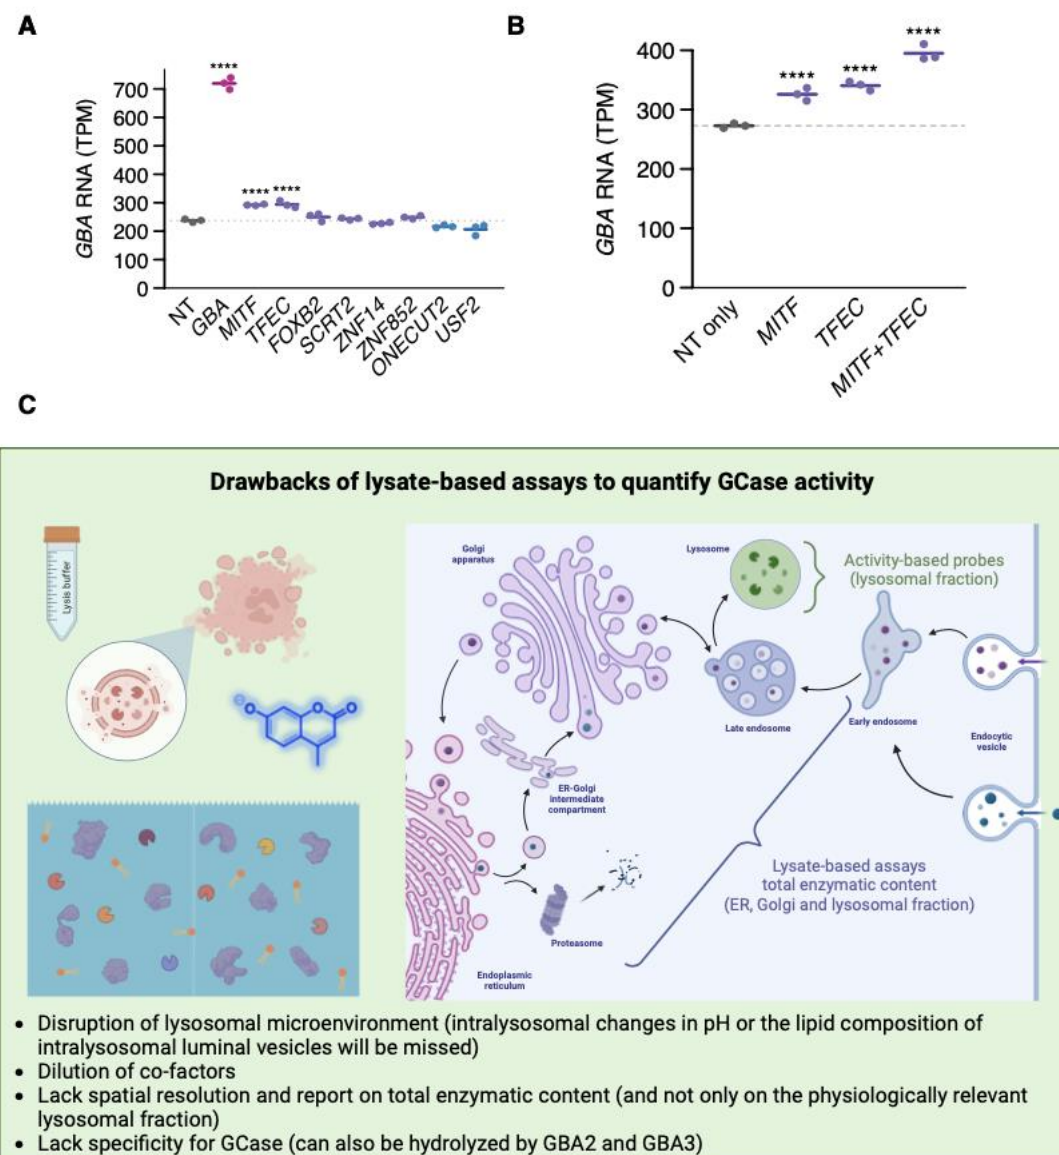 A
****
700
600
500
400
300
200
100
0
GBA RNA (TPM)
**** ****
NT
GBA
MITF
TFEC
FOXB2
SCRT2
ZNF14
ZNF852
ONECUT2
USF2
B
****
****
****
400
300
200
100
0
GBA RNA (TPM)
NT only
MITF
TFEC
MITF+TFEC
C
Drawbacks of lysate-based assays to quantify GCase activity
Lysis buffer
O
O
O
Golgi
apparatus
Lysosome
Activity-based probes
(lysosomal fraction)
Late endosome
Early endosome
Endocytic
vesicle
ER-Golgi
intermediate
compartment
Proteasome
Endoplasmic
reticulum
Lysate-based assays
total enzymatic content
(ER, Golgi and lysosomal fraction)
• Disruption of lysosomal microenvironment (intralysosomal changes in pH or the lipid composition of
intralysosomal luminal vesicles will be missed)
• Dilution of co-factors
• Lack spatial resolution and report on total enzymatic content (and not only on the physiologically relevant
lysosomal fraction)
• Lack specificity for GCase (can also be hydrolyzed by GBA2 and GBA3)